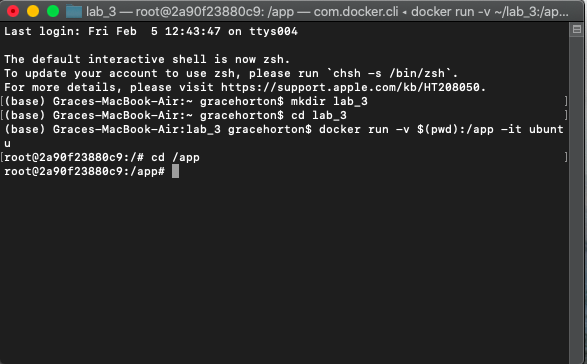 lab_3 — root@2a90f23880c9: /app — com.docker.cli ◂ docker run -v ~/lab_3:/ap...
Last login: Fri Feb  5 12:43:47 on ttys004

The default interactive shell is now zsh.
To update your account to use zsh, please run `chsh -s /bin/zsh`.
For more details, please visit https://support.apple.com/kb/HT208050.
[(base) Graces-MacBook-Air:~ gracehorton$ mkdir lab_3 ]
[(base) Graces-MacBook-Air:~ gracehorton$ cd lab_3 ]
(base) Graces-MacBook-Air:lab_3 gracehorton$ docker run -v $(pwd):/app -it ubunt
u
[root@2a90f23880c9:/# cd /app ]
root@2a90f23880c9:/app#